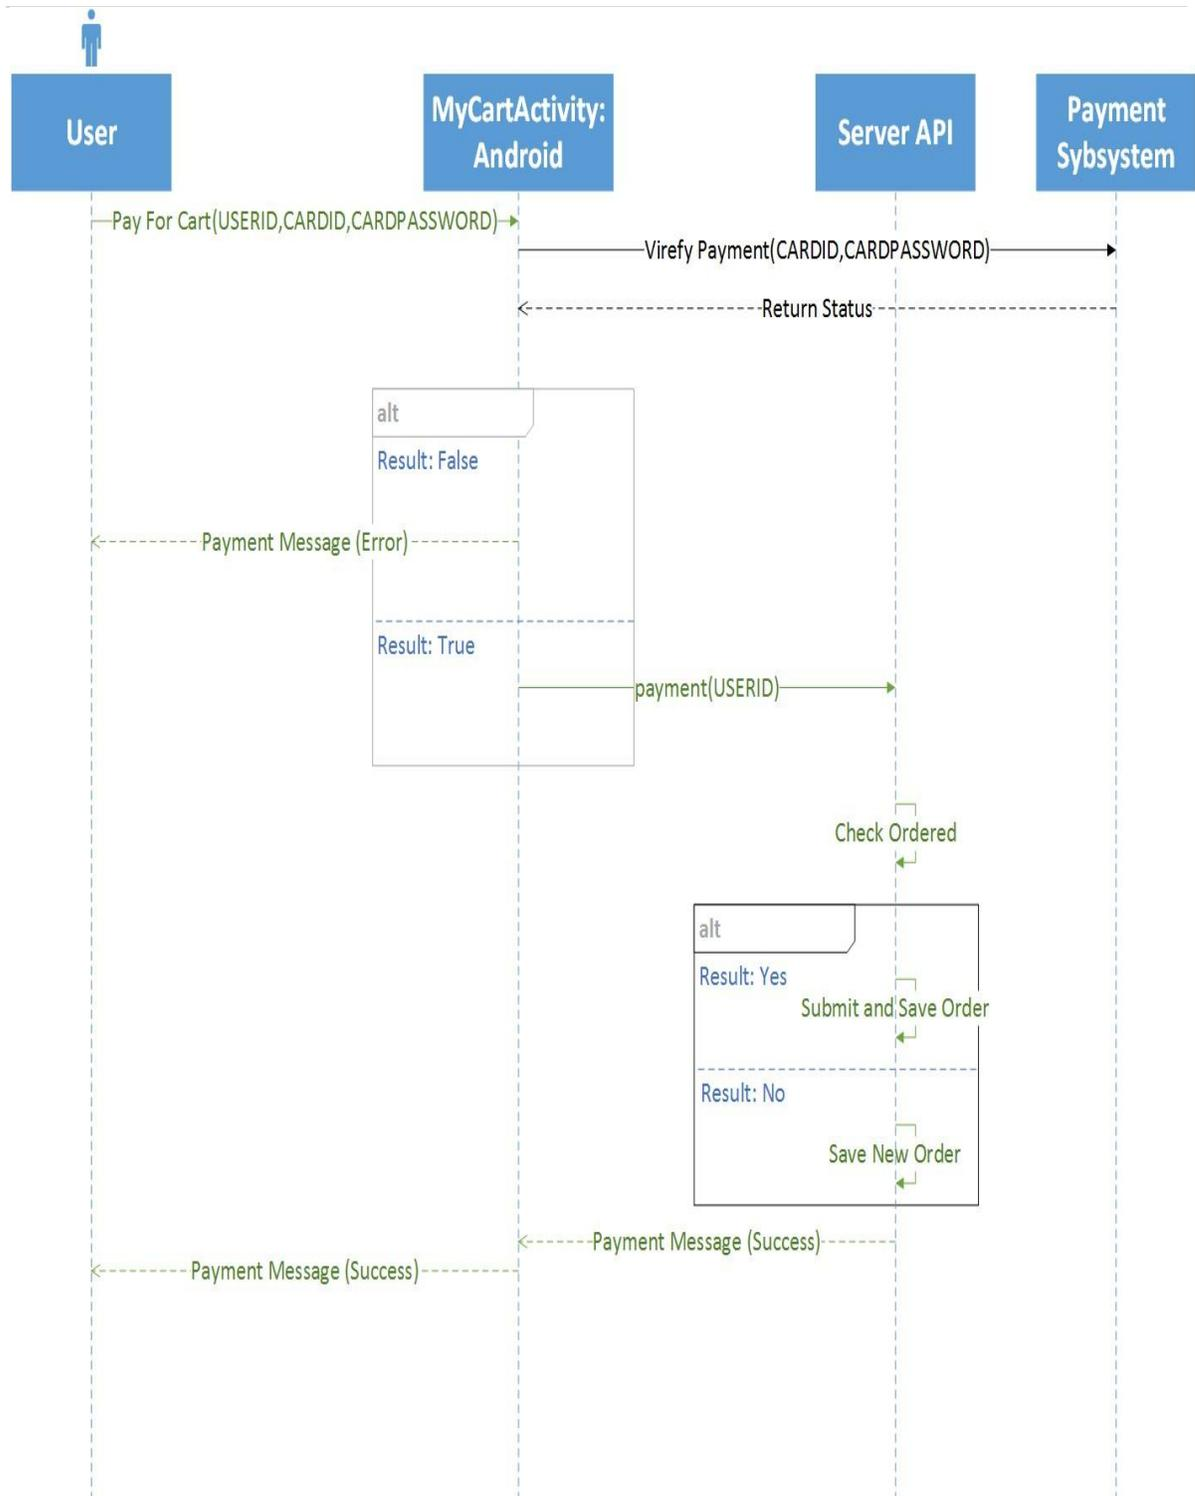 User
MyCartActivity:
Android
Server API
Payment
Sybsystem
Pay For Cart(USERID,CARDID,CARDPASSWORD)
Virefy Payment(CARDID,CARDPASSWORD)
Return Status
alt
Result: False
Payment Message (Error)
Result: True
payment(USERID)
Check Ordered
alt
Result: Yes
Submit and Save Order
Result: No
Save New Order
Payment Message (Success)
Payment Message (Success)